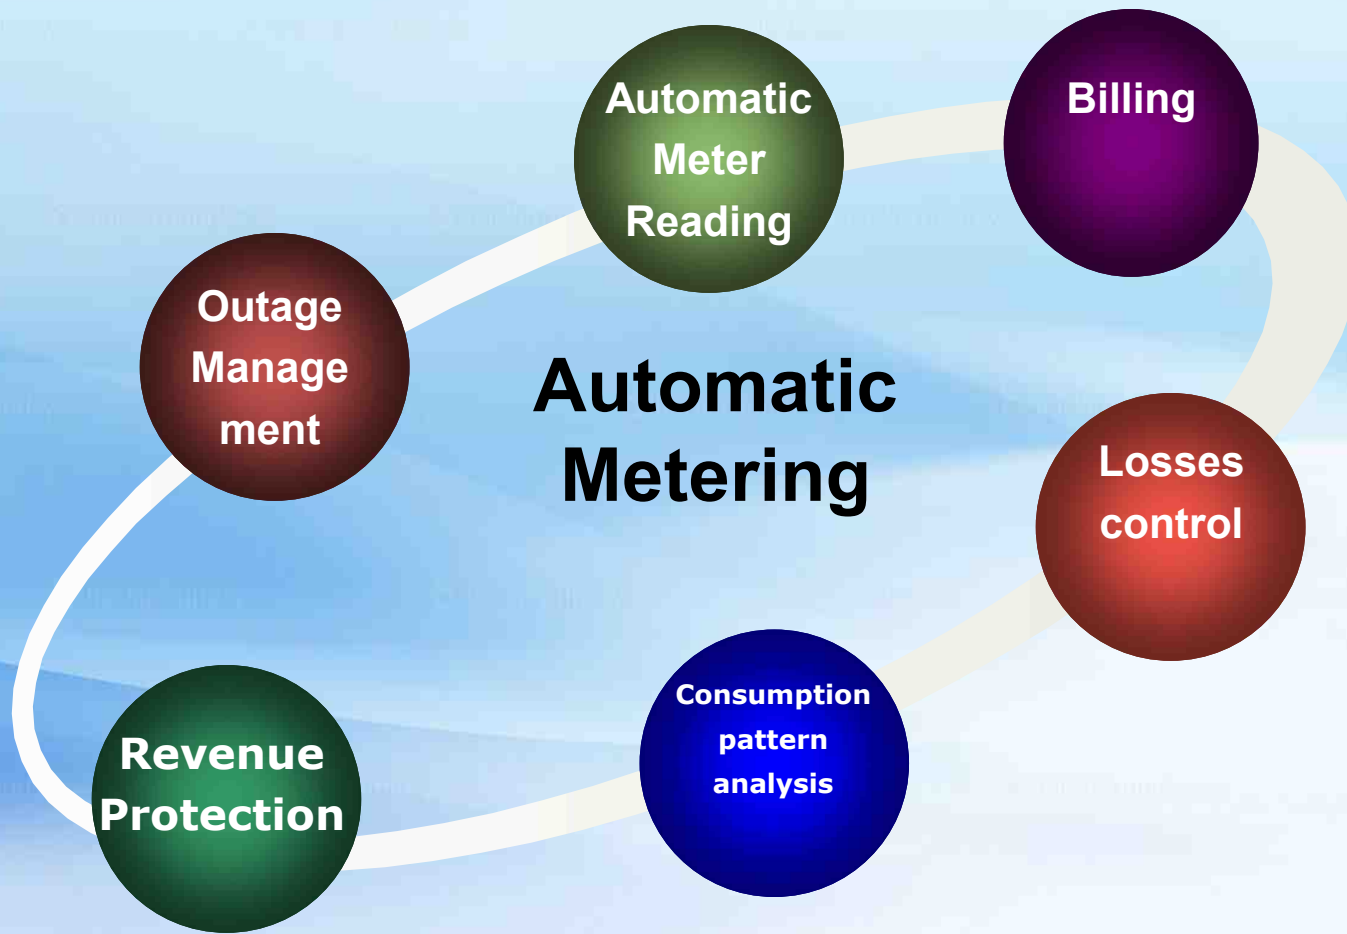 Automatic
Meter
Reading
Billing
Outage
Manage
ment
Automatic
Metering
Losses
control
Consumption
pattern
analysis
Revenue
Protection